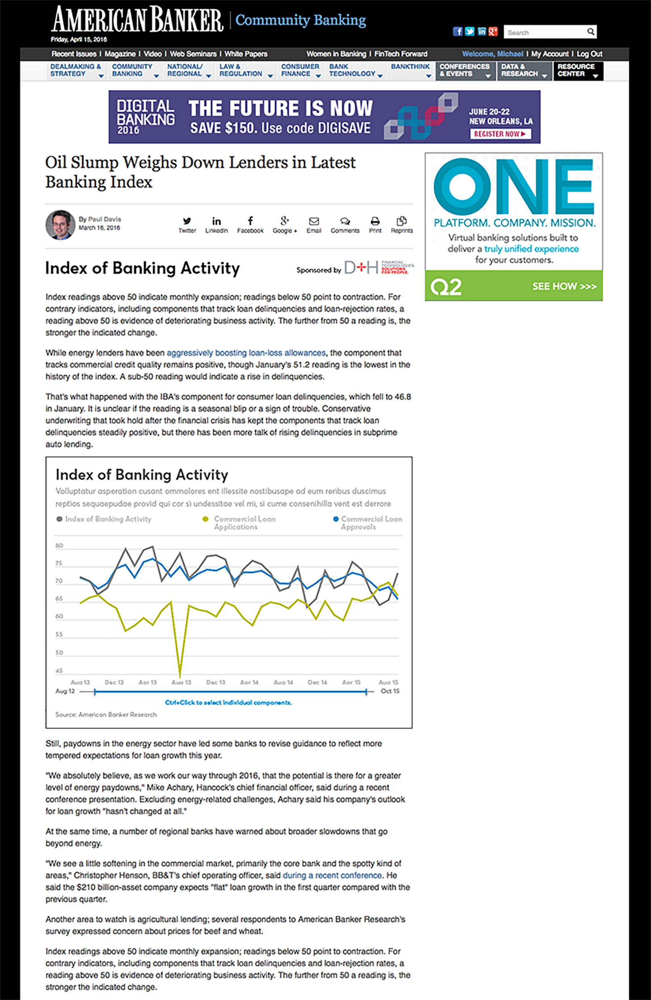 AMERICAN BANKER | Community Banking
Friday, April 15, 2016
Search
Recent Issues | Magazine | Video | Web Seminars | White Papers
Women in Banking | FinTech Forward
Welcome, Michael | My Account | Log Out
DEALMAKING & STRATEGY
COMMUNITY BANKING
NATIONAL/ REGIONAL
LAW & REGULATION
CONSUMER FINANCE
BANK TECHNOLOGY
BANKTHINK
CONFERENCES & EVENTS
DATA & RESEARCH
RESOURCE CENTER
DIGITAL
BANKING
2016
THE FUTURE IS NOW
SAVE $150. Use code DIGISAVE
JUNE 20-22
NEW ORLEANS, LA
REGISTER NOW
Oil Slump Weighs Down Lenders in Latest
Banking Index
By Paul Davis
March 16, 2016
Twitter
LinkedIn
Facebook
Google +
Email
Comments
Print
Reprints
ONE
PLATFORM. COMPANY. MISSION.
Virtual banking solutions built to
deliver a truly unified experience
for your customers.
Q2
SEE HOW >>>
Index of Banking Activity
Sponsored by D+H
FINANCIAL
TECHNOLOGIES.
SOLUTIONS
FOR PEOPLE.
Index readings above 50 indicate monthly expansion; readings below 50 point to contraction. For
contrary indicators, including components that track loan delinquencies and loan-rejection rates, a
reading above 50 is evidence of deteriorating business activity. The further from 50 a reading is, the
stronger the indicated change.
While energy lenders have been aggressively boosting loan-loss allowances, the component that
tracks commercial credit quality remains positive, though January's 51.2 reading is the lowest in the
history of the index. A sub-50 reading would indicate a rise in delinquencies.
That's what happened with the IBA's component for consumer loan delinquencies, which fell to 46.8
in January. It is unclear if the reading is a seasonal blip or a sign of trouble. Conservative
underwriting that took hold after the financial crisis has kept the components that track loan
delinquencies steadily positive, but there has been more talk of rising delinquencies in subprime
auto lending.
Index of Banking Activity
Volluptatur asperation cusant ommolores ent illessite nostibusape ad eum reribus duscimus
reptios sequaepudae provid qui cor si undessitae vel mi, si cume consenihilla vent est derrore
Index of Banking Activity
Commercial Loan
Applications
Commercial Loan
Approvals
80
75
70
65
60
55
50
45
Aug 12
Dec 12
Apr 13
Aug 13
Dec 13
Apr 14
Aug 14
Dec 14
Apr 15
Aug 15
Aug 12
Oct 15
Ctrl+Click to select individual components.
Source: American Banker Research
Still, paydowns in the energy sector have led some banks to revise guidance to reflect more
tempered expectations for loan growth this year.
"We absolutely believe, as we work our way through 2016, that the potential is there for a greater
level of energy paydowns," Mike Achary, Hancock's chief financial officer, said during a recent
conference presentation. Excluding energy-related challenges, Achary said his company's outlook
for loan growth "hasn't changed at all."
At the same time, a number of regional banks have warned about broader slowdowns that go
beyond energy.
"We see a little softening in the commercial market, primarily the core bank and the spotty kind of
areas," Christopher Henson, BB&T's chief operating officer, said during a recent conference. He
said the $210 billion-asset company expects "flat" loan growth in the first quarter compared with the
previous quarter.
Another area to watch is agricultural lending; several respondents to American Banker Research's
survey expressed concern about prices for beef and wheat.
Index readings above 50 indicate monthly expansion; readings below 50 point to contraction. For
contrary indicators, including components that track loan delinquencies and loan-rejection rates, a
reading above 50 is evidence of deteriorating business activity. The further from 50 a reading is, the
stronger the indicated change.